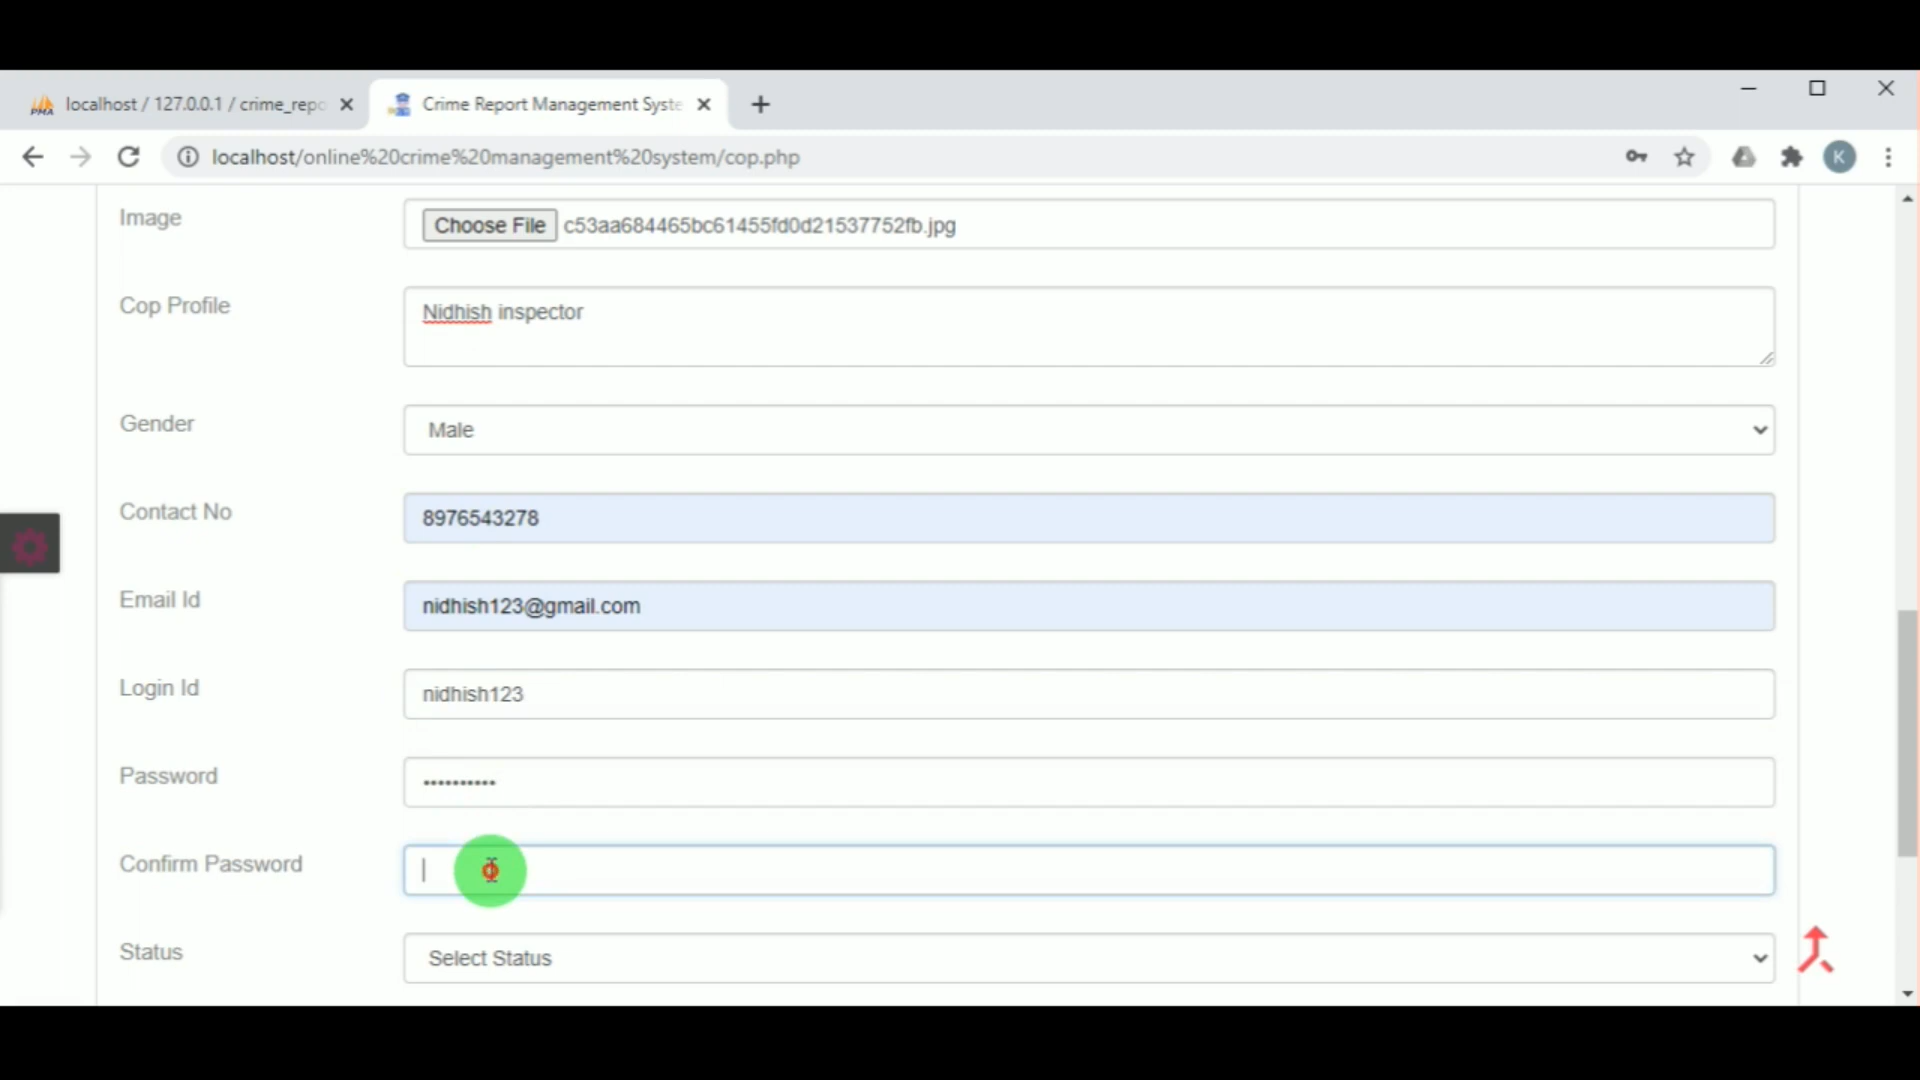 PMA localhost / 127.0.0.1 / crime_repo
Crime Report Management Syste
localhost/online%20crime%20management%20system/cop.php
K
Image
Choose File c53aa684465bc61455fd0d21537752fb.jpg
Cop Profile
Nidhish inspector
Gender
Male
Contact No
8976543278
Email Id
nidhish123@gmail.com
Login Id
nidhish123
Password
••••••••••
Confirm Password
Status
Select Status